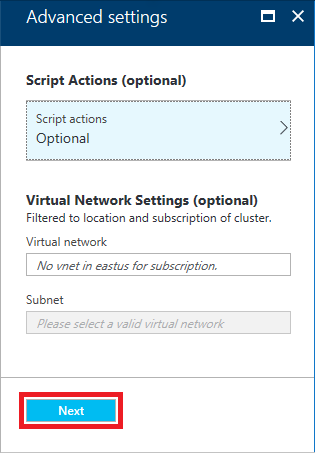 Advanced settings
Script Actions (optional)
Script actions
Optional
Virtual Network Settings (optional)
Filtered to location and subscription of cluster.
Virtual network
No vnet in eastus for subscription.
Subnet
Please select a valid virtual network
Next